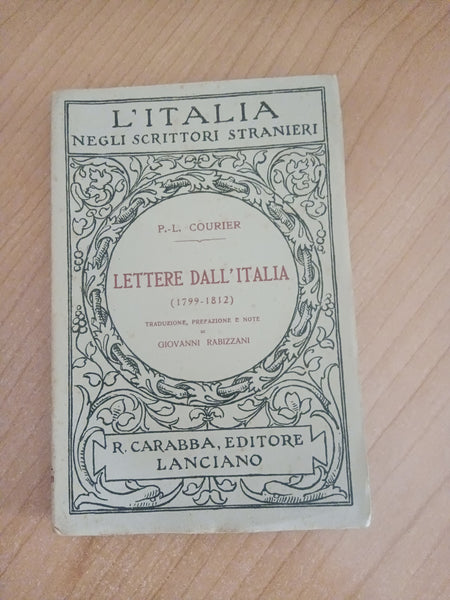 L'ITALIA
NEGLI SCRITTORI STRANIERI
P.-L. COURIER
LETTERE DALL'ITALIA
(1799-1812)
TRADUZIONE, PREFAZIONE E NOTE
DI
GIOVANNI RABIZZANI
R. CARABBA, EDITORE
LANCIANO